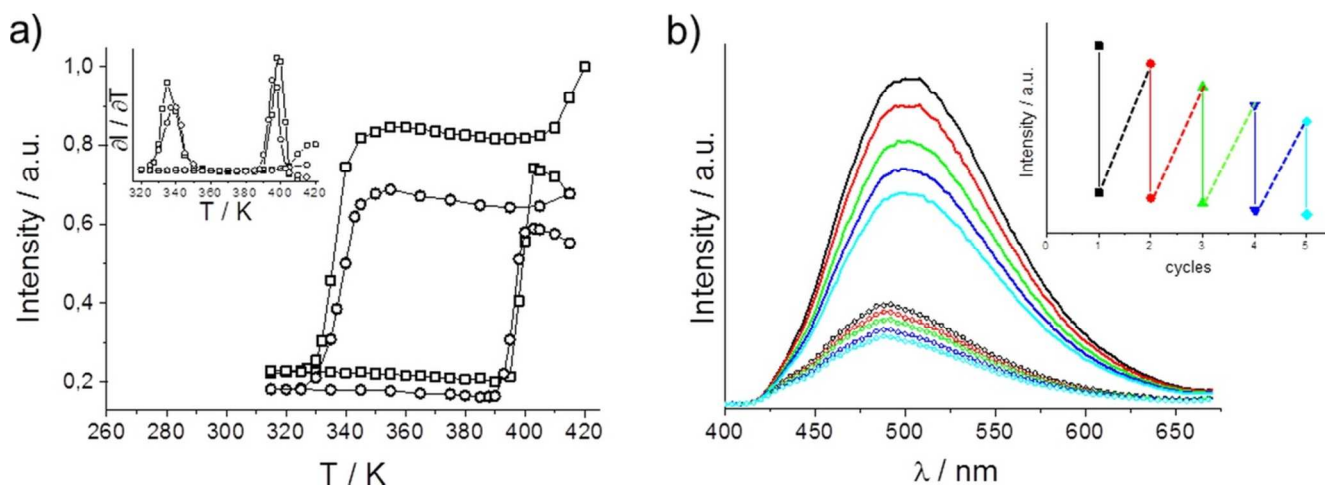 a)
∂I / ∂T
320 340 360 380 400 420
T / K
Intensity / a.u.
1,0
0,8
0,6
0,4
0,2
260 280 300 320 340 360 380 400 420
T / K
b)
Intensity / a.u.
0 1 2 3 4 5
cycles
Intensity / a.u.
400 450 500 550 600 650
λ / nm